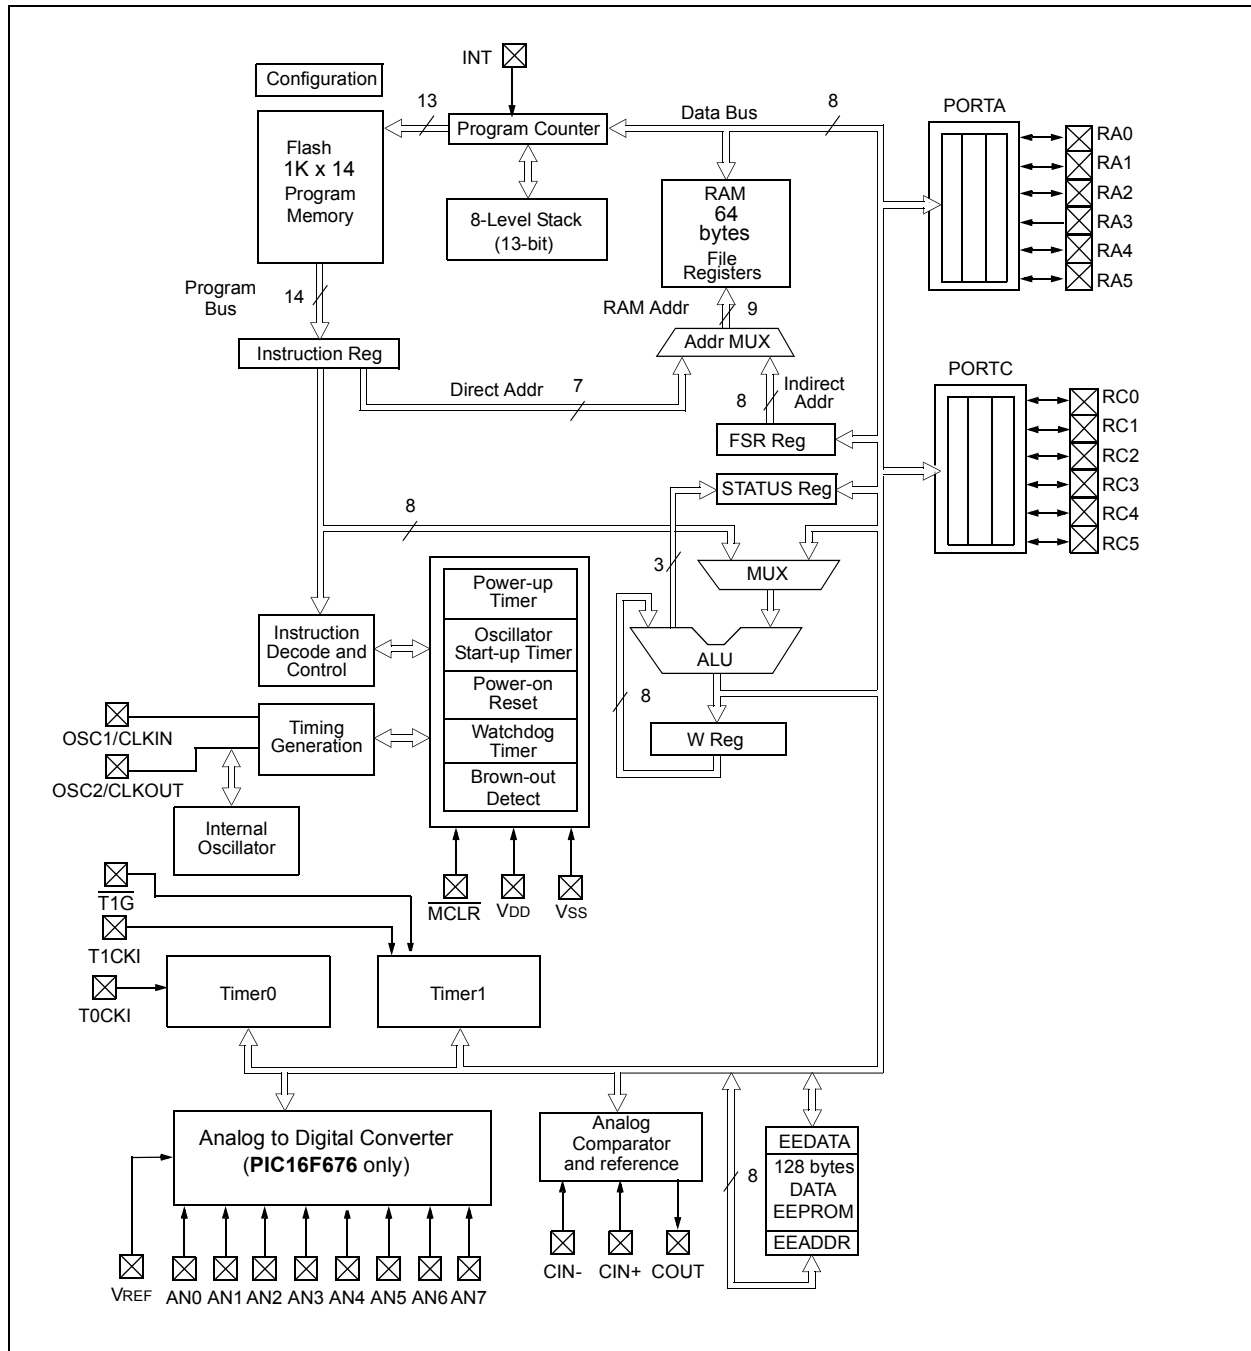 INT
Configuration
13
Program Counter
Data Bus
8
PORTA
Flash
1K x 14
Program
Memory
8-Level Stack
(13-bit)
RAM
64
bytes
File
Registers
RA0
RA1
RA2
RA3
RA4
RA5
Program
Bus
14
RAM Addr
9
Addr MUX
Instruction Reg
Direct Addr
7
8
Indirect
Addr
FSR Reg
STATUS Reg
PORTC
RC0
RC1
RC2
RC3
RC4
RC5
8
3
MUX
Power-up
Timer
Oscillator
Start-up Timer
Power-on
Reset
Watchdog
Timer
Brown-out
Detect
Instruction
Decode and
Control
ALU
8
W Reg
OSC1/CLKIN
Timing
Generation
OSC2/CLKOUT
Internal
Oscillator
T1G
MCLR
VDD
VSS
T1CKI
T0CKI
Timer0
Timer1
Analog to Digital Converter
(PIC16F676 only)
Analog
Comparator
and reference
8
EEDATA
128 bytes
DATA
EEPROM
EEADDR
VREF
AN0 AN1 AN2 AN3 AN4 AN5 AN6 AN7
CIN- CIN+ COUT